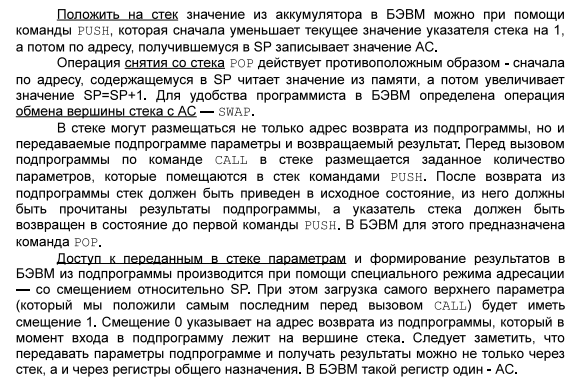 Положить на стек значение из аккумулятора в БЭВМ можно при помощи
команды PUSH, которая сначала уменьшает текущее значение указателя стека на 1,
а потом по адресу, получившемуся в SP записывает значение AC.
Операция снятия со стека POP действует противоположным образом - сначала
по адресу, содержащемуся в SP читает значение из памяти, а потом увеличивает
значение SP=SP+1. Для удобства программиста в БЭВМ определена операция
обмена вершины стека с AC — SWAP.
В стеке могут размещаться не только адрес возврата из подпрограммы, но и
передаваемые подпрограмме параметры и возвращаемый результат. Перед вызовом
подпрограммы по команде CALL в стеке размещается заданное количество
параметров, которые помещаются в стек командами PUSH. После возврата из
подпрограммы стек должен быть приведен в исходное состояние, из него должны
быть прочитаны результаты подпрограммы, а указатель стека должен быть
возвращен в состояние до первой команды PUSH. В БЭВМ для этого предназначена
команда POP.
Доступ к переданным в стеке параметрам и формирование результатов в
БЭВМ из подпрограммы производится при помощи специального режима адресации
— со смещением относительно SP. При этом загрузка самого верхнего параметра
(который мы положили самым последним перед вызовом CALL) будет иметь
смещение 1. Смещение 0 указывает на адрес возврата из подпрограммы, который в
момент входа в подпрограмму лежит на вершине стека. Следует заметить, что
передавать параметры подпрограмме и получать результаты можно не только через
стек, а и через регистры общего назначения. В БЭВМ такой регистр один - AC.